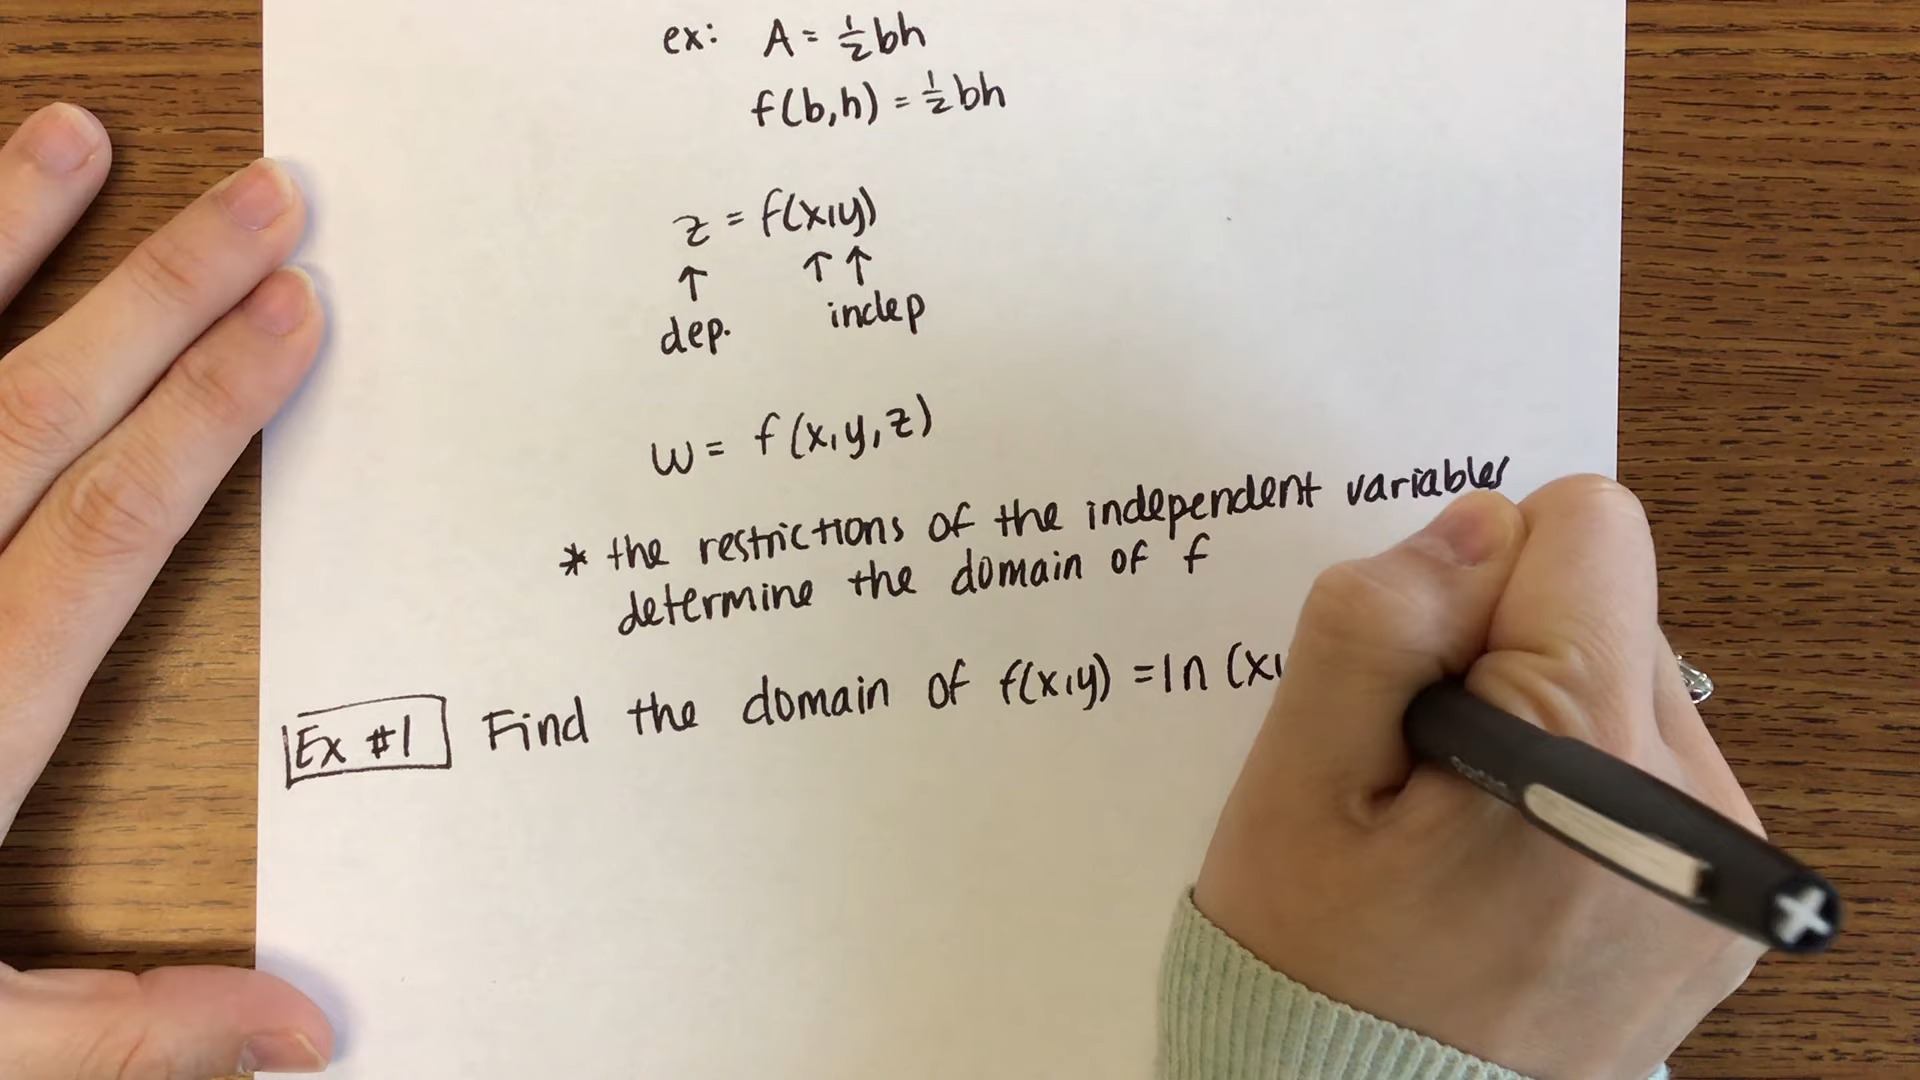 ex: A = ½bh
f(b,h) = ½bh
z = f(x,y)
↑ ↑ ↑
dep. indep
w = f(x,y,z)
* the restrictions of the independent variables
determine the domain of f
Ex #1 Find the domain of f(x,y) = ln (x